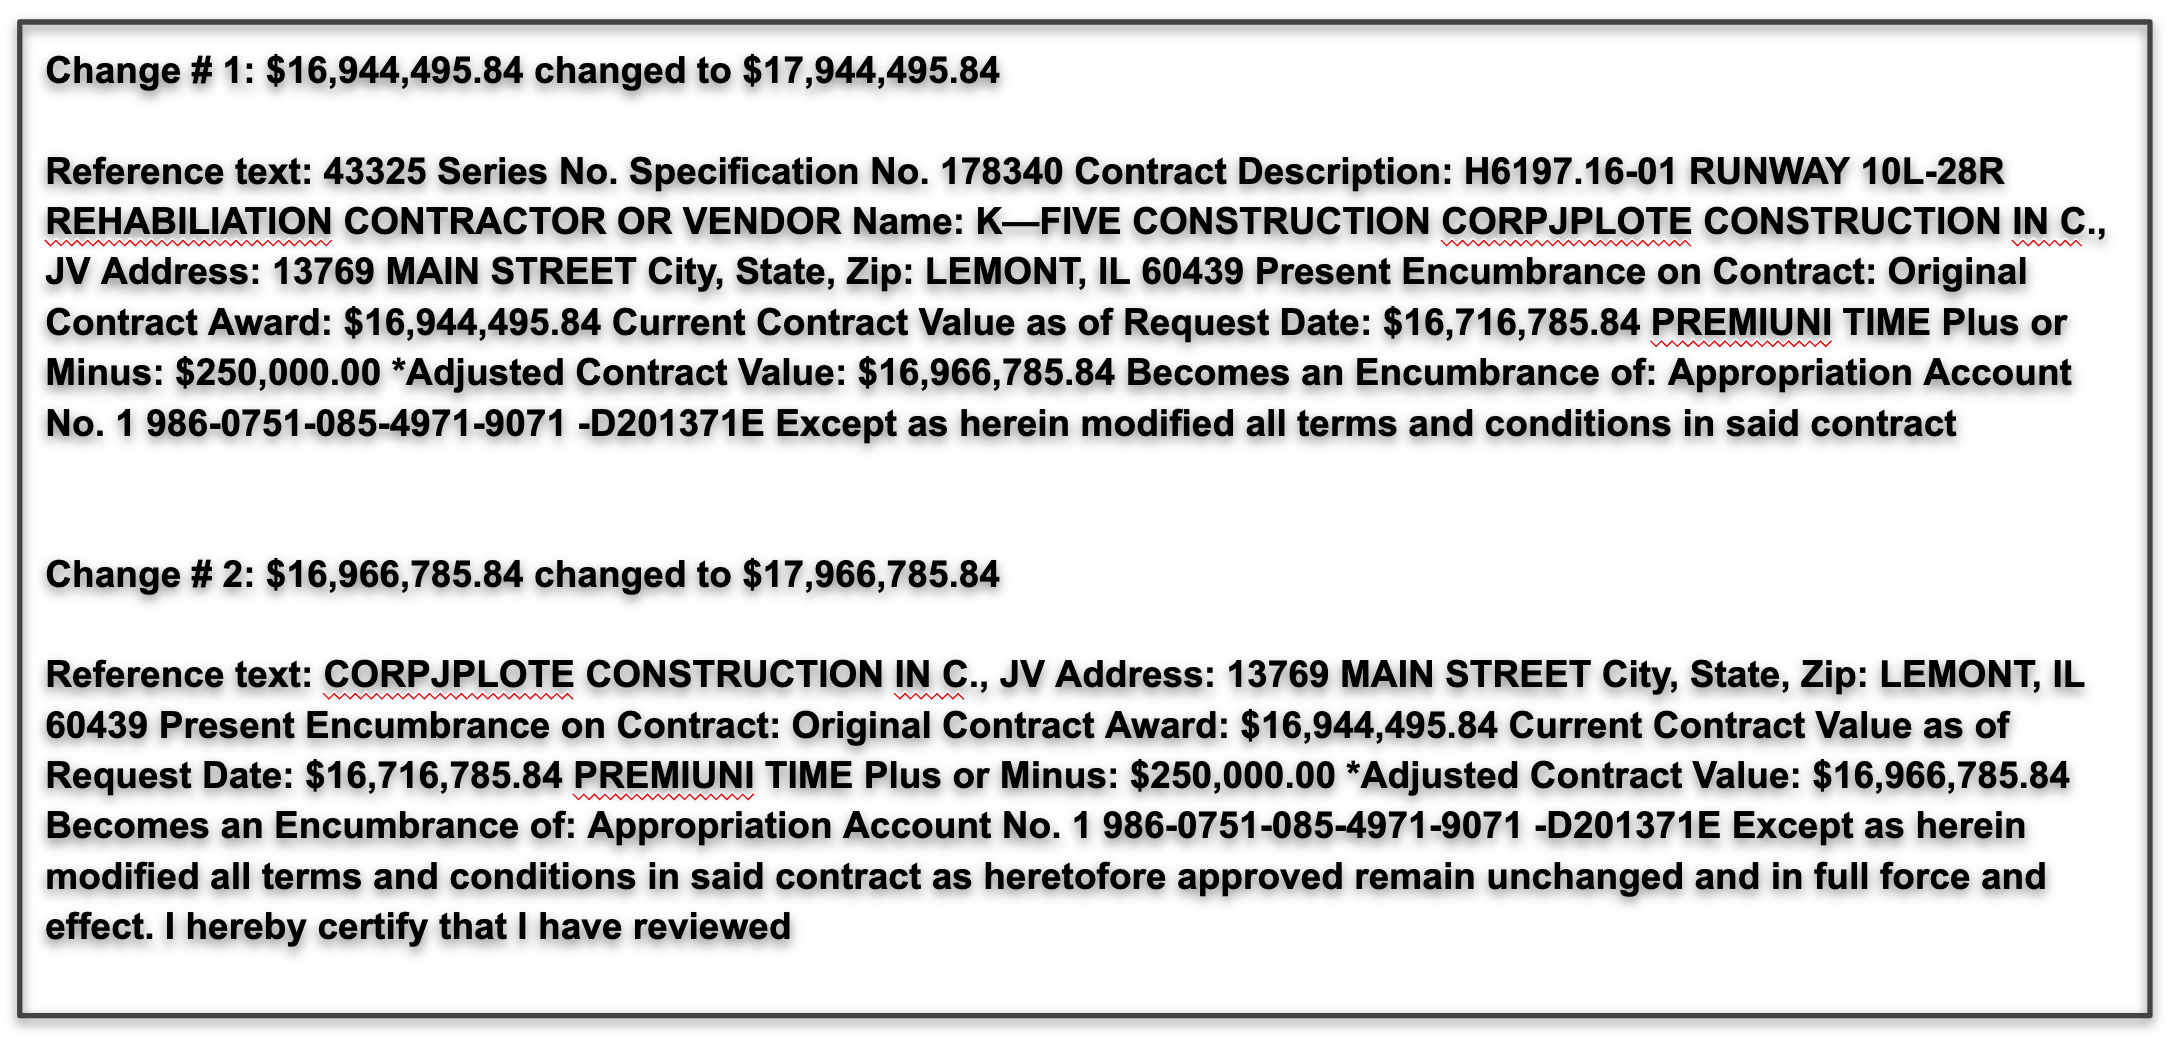 Change # 1: $16,944,495.84 changed to $17,944,495.84
Reference text: 43325 Series No. Specification No. 178340 Contract Description: H6197.16-01 RUNWAY 10L-28R
REHABILIATION CONTRACTOR OR VENDOR Name: K—FIVE CONSTRUCTION CORPJPLOTE CONSTRUCTION IN C.,
JV Address: 13769 MAIN STREET City, State, Zip: LEMONT, IL 60439 Present Encumbrance on Contract: Original
Contract Award: $16,944,495.84 Current Contract Value as of Request Date: $16,716,785.84 PREMIUNI TIME Plus or
Minus: $250,000.00 *Adjusted Contract Value: $16,966,785.84 Becomes an Encumbrance of: Appropriation Account
No. 1 986-0751-085-4971-9071 -D201371E Except as herein modified all terms and conditions in said contract
Change # 2: $16,966,785.84 changed to $17,966,785.84
Reference text: CORPJPLOTE CONSTRUCTION IN C., JV Address: 13769 MAIN STREET City, State, Zip: LEMONT, IL
60439 Present Encumbrance on Contract: Original Contract Award: $16,944,495.84 Current Contract Value as of
Request Date: $16,716,785.84 PREMIUNI TIME Plus or Minus: $250,000.00 *Adjusted Contract Value: $16,966,785.84
Becomes an Encumbrance of: Appropriation Account No. 1 986-0751-085-4971-9071 -D201371E Except as herein
modified all terms and conditions in said contract as heretofore approved remain unchanged and in full force and
effect. I hereby certify that I have reviewed